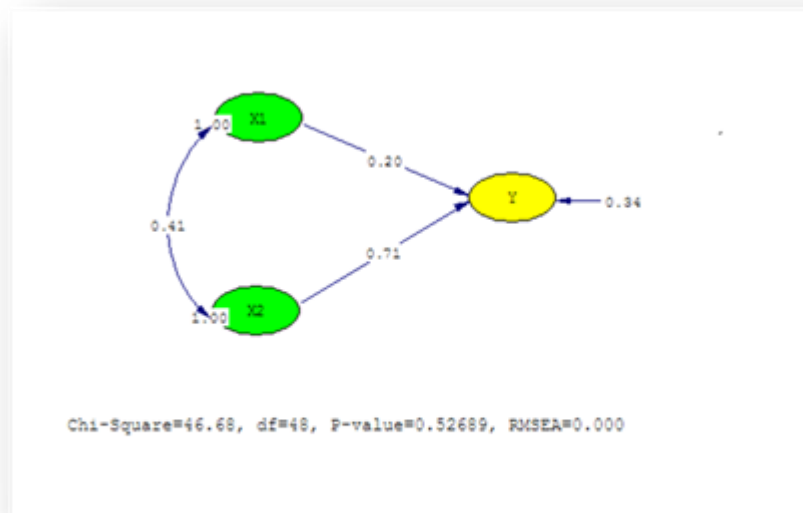 1.00
X1
0.20
Y
0.34
0.41
0.71
X2
1.00
Chi-Square=46.68, df=48, P-value=0.52689, RMSEA=0.000